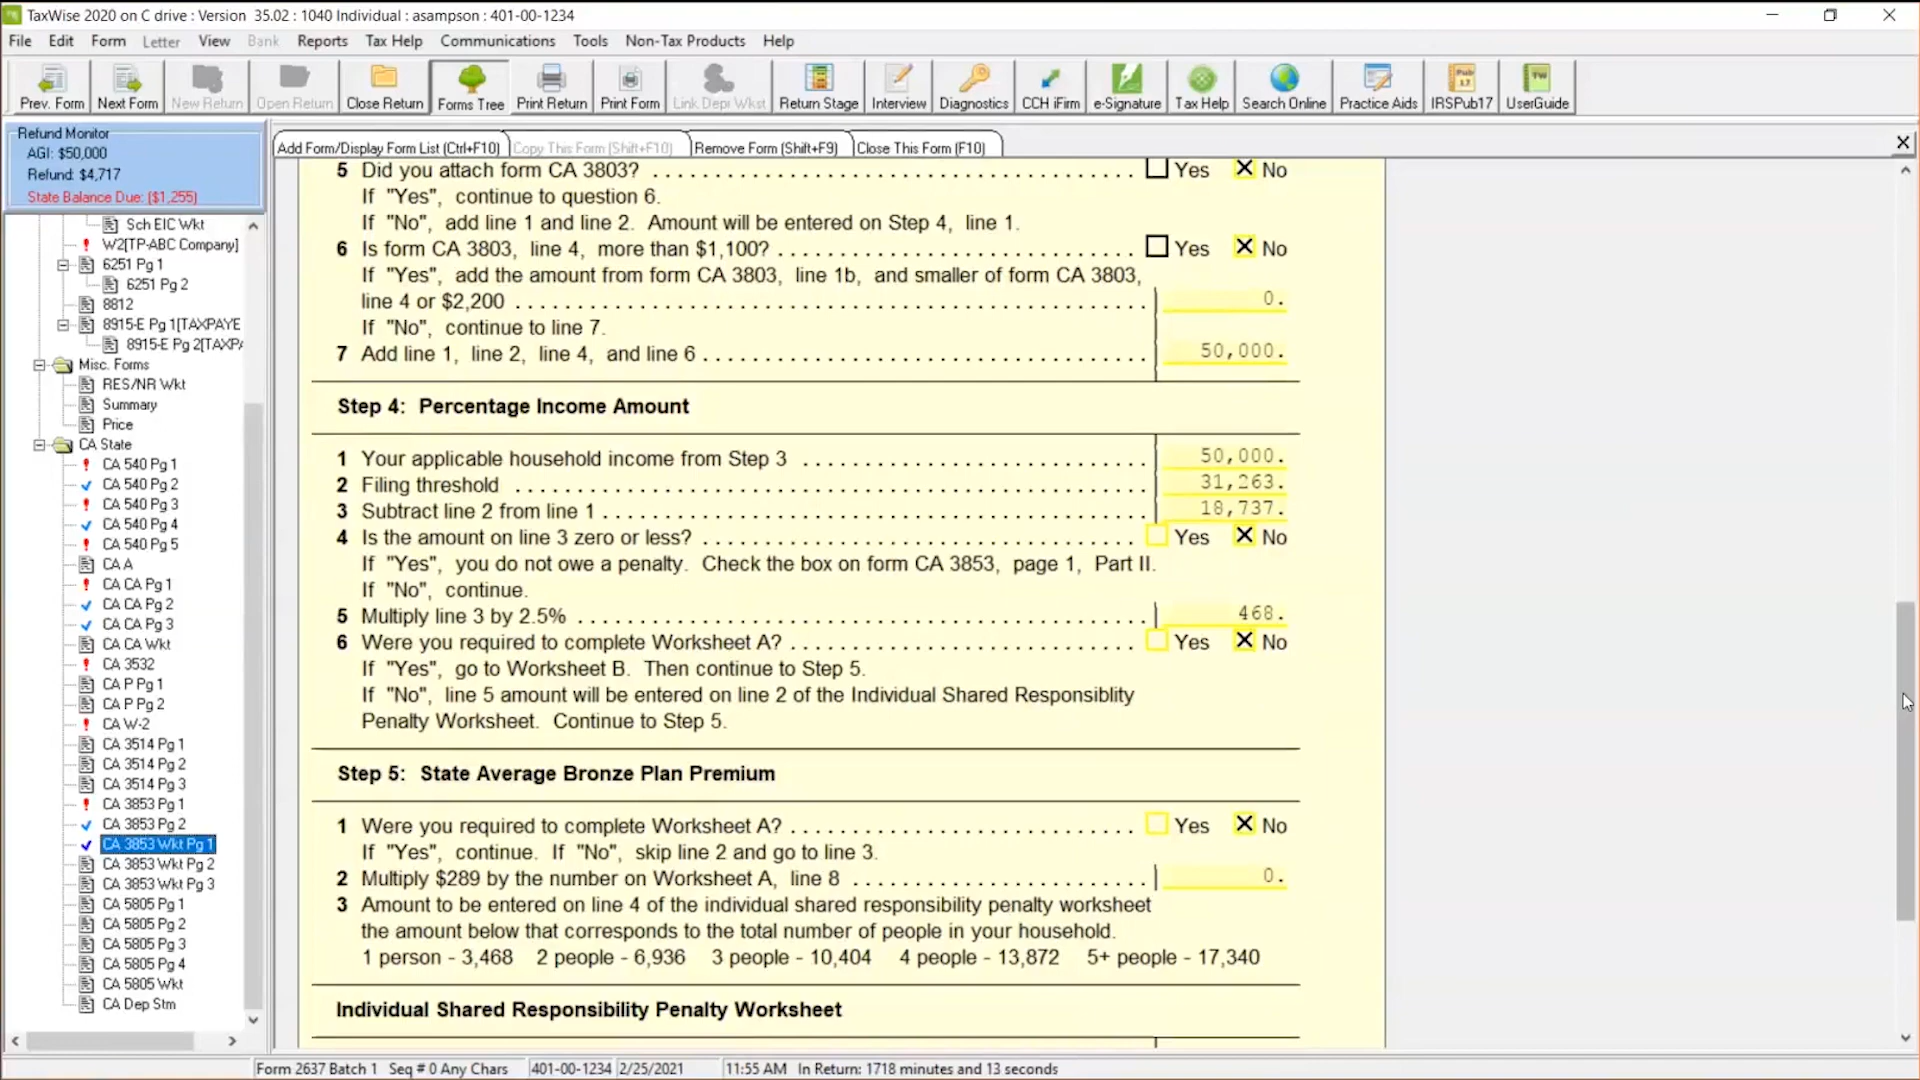 TaxWise 2020 on C drive : Version 35.02 : 1040 Individual : asampson : 401-00-1234
File Edit Form Letter View Bank Reports Tax Help Communications Tools Non-Tax Products Help
Prev. Form Next Form New Return Open Return Close Return Forms Tree Print Return Print Form Link Depi Wkst Return Stage Interview Diagnostics CCH iFirm e-Signature Tax Help Search Online Practice Aids IRSPub17 UserGuide
Refund Monitor
AGI: $50,000
Refund: $4,717
State Balance Due: ($1,255)
Sch EIC Wkt
W2[TP-ABC Company]
6251 Pg 1
6251 Pg 2
8812
8915-E Pg 1[TAXPAYE
8915-E Pg 2[TAXPA
Misc. Forms
RES/NR Wkt
Summary
Price
CA State
CA 540 Pg 1
CA 540 Pg 2
CA 540 Pg 3
CA 540 Pg 4
CA 540 Pg 5
CA A
CA CA Pg 1
CA CA Pg 2
CA CA Pg 3
CA CA Wkt
CA 3532
CA P Pg 1
CA P Pg 2
CA W-2
CA 3514 Pg 1
CA 3514 Pg 2
CA 3514 Pg 3
CA 3853 Pg 1
CA 3853 Pg 2
CA 3853 Wkt Pg 1
CA 3853 Wkt Pg 2
CA 3853 Wkt Pg 3
CA 5805 Pg 1
CA 5805 Pg 2
CA 5805 Pg 3
CA 5805 Pg 4
CA 5805 Wkt
CA Dep Stm
Add Form/Display Form List (Ctrl+F10) Copy This Form (Shift+F10) Remove Form (Shift+F9) Close This Form (F10)
5 Did you attach form CA 3803? Yes X No
If "Yes", continue to question 6.
If "No", add line 1 and line 2. Amount will be entered on Step 4, line 1.
6 Is form CA 3803, line 4, more than $1,100? Yes X No
If "Yes", add the amount from form CA 3803, line 1b, and smaller of form CA 3803,
line 4 or $2,200 0.
If "No", continue to line 7.
7 Add line 1, line 2, line 4, and line 6 50,000.
Step 4: Percentage Income Amount
1 Your applicable household income from Step 3 50,000.
2 Filing threshold 31,263.
3 Subtract line 2 from line 1 18,737.
4 Is the amount on line 3 zero or less? Yes X No
If "Yes", you do not owe a penalty. Check the box on form CA 3853, page 1, Part II.
If "No", continue.
5 Multiply line 3 by 2.5% 468.
6 Were you required to complete Worksheet A? Yes X No
If "Yes", go to Worksheet B. Then continue to Step 5.
If "No", line 5 amount will be entered on line 2 of the Individual Shared Responsiblity
Penalty Worksheet. Continue to Step 5.
Step 5: State Average Bronze Plan Premium
1 Were you required to complete Worksheet A? Yes X No
If "Yes", continue. If "No", skip line 2 and go to line 3.
2 Multiply $289 by the number on Worksheet A, line 8 0.
3 Amount to be entered on line 4 of the individual shared responsibility penalty worksheet
the amount below that corresponds to the total number of people in your household.
1 person - 3,468 2 people - 6,936 3 people - 10,404 4 people - 13,872 5+ people - 17,340
Individual Shared Responsibility Penalty Worksheet
Form 2637 Batch 1 Seq # 0 Any Chars 401-00-1234 2/25/2021 11:55 AM In Return: 1718 minutes and 13 seconds